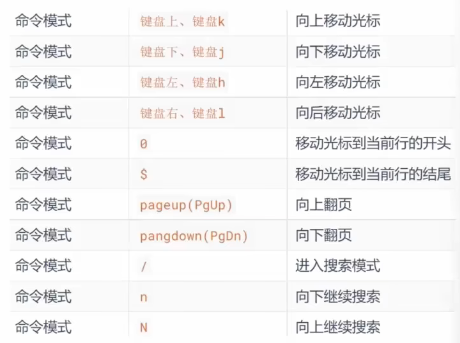 命令模式 键盘上、键盘k 向上移动光标
命令模式 键盘下、键盘j 向下移动光标
命令模式 键盘左、键盘h 向左移动光标
命令模式 键盘右、键盘l 向后移动光标
命令模式 0 移动光标到当前行的开头
命令模式 $ 移动光标到当前行的结尾
命令模式 pageup(PgUp) 向上翻页
命令模式 pangdown(PgDn) 向下翻页
命令模式 / 进入搜索模式
命令模式 n 向下继续搜索
命令模式 N 向上继续搜索